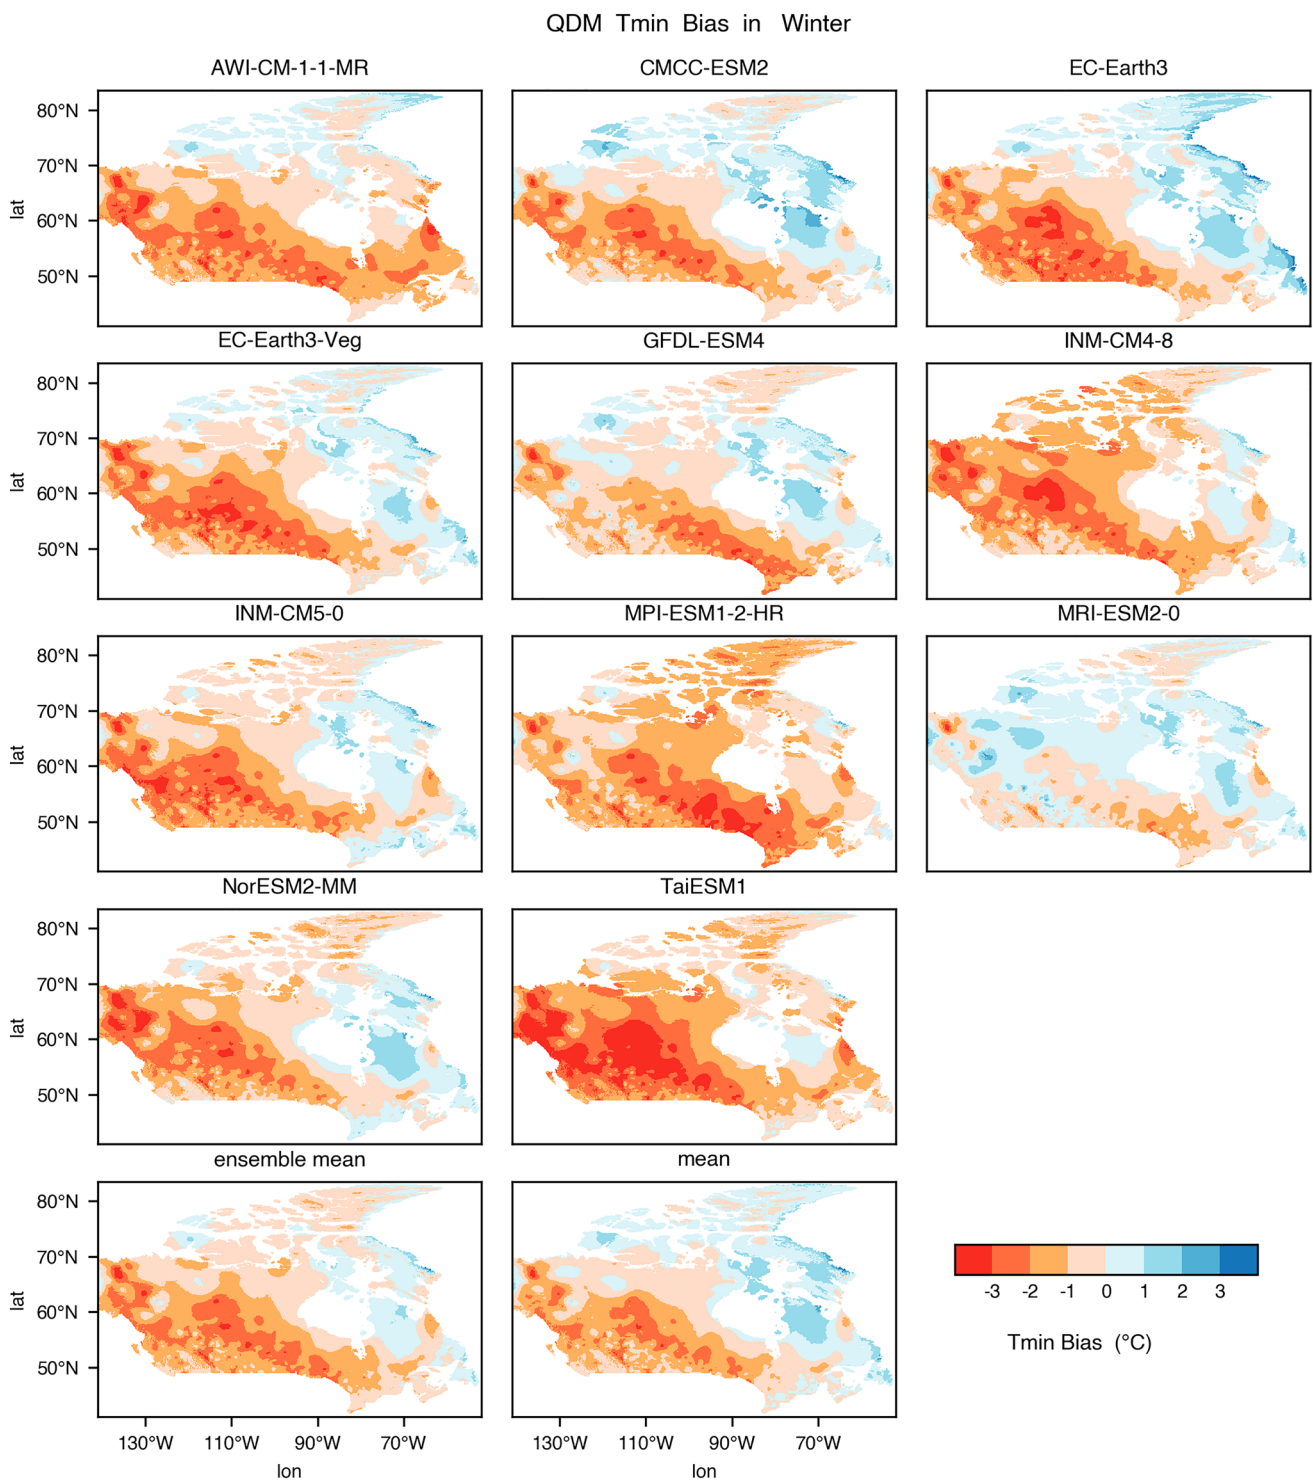 QDM Tmin Bias in Winter
AWI-CM-1-1-MR
CMCC-ESM2
EC-Earth3
80°N
70°N
60°N
50°N
lat
EC-Earth3-Veg
GFDL-ESM4
INM-CM4-8
80°N
70°N
60°N
50°N
lat
INM-CM5-0
MPI-ESM1-2-HR
MRI-ESM2-0
80°N
70°N
60°N
50°N
lat
NorESM2-MM
TaiESM1
80°N
70°N
60°N
50°N
lat
ensemble mean
mean
80°N
70°N
60°N
50°N
lat
-3 -2 -1 0 1 2 3
Tmin Bias (°C)
130°W 110°W 90°W 70°W
130°W 110°W 90°W 70°W
lon
lon